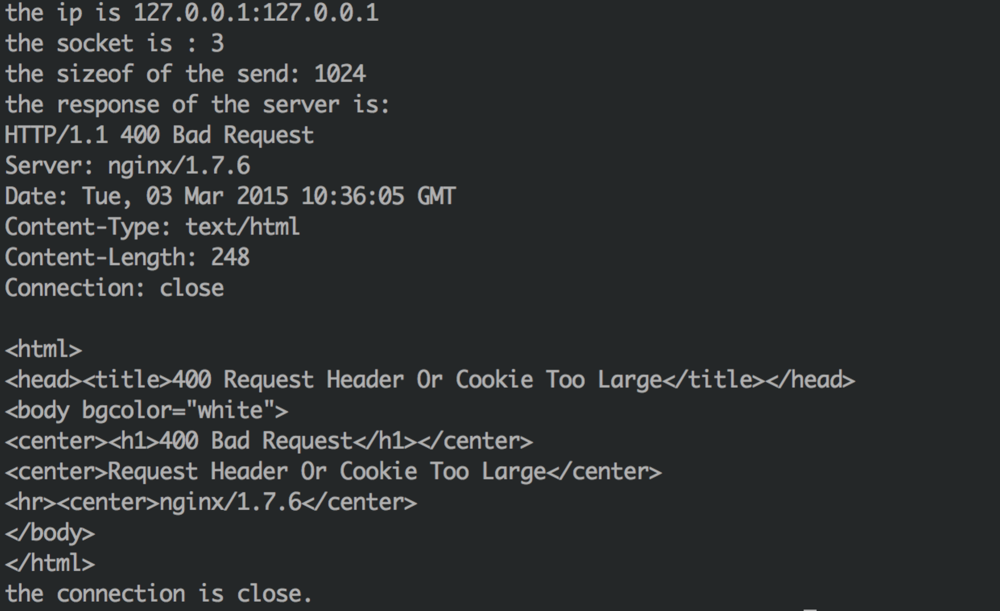 the ip is 127.0.0.1:127.0.0.1
the socket is : 3
the sizeof of the send: 1024
the response of the server is:
HTTP/1.1 400 Bad Request
Server: nginx/1.7.6
Date: Tue, 03 Mar 2015 10:36:05 GMT
Content-Type: text/html
Content-Length: 248
Connection: close

<html>
<head><title>400 Request Header Or Cookie Too Large</title></head>
<body bgcolor="white">
<center><h1>400 Bad Request</h1></center>
<center>Request Header Or Cookie Too Large</center>
<hr><center>nginx/1.7.6</center>
</body>
</html>
the connection is close.